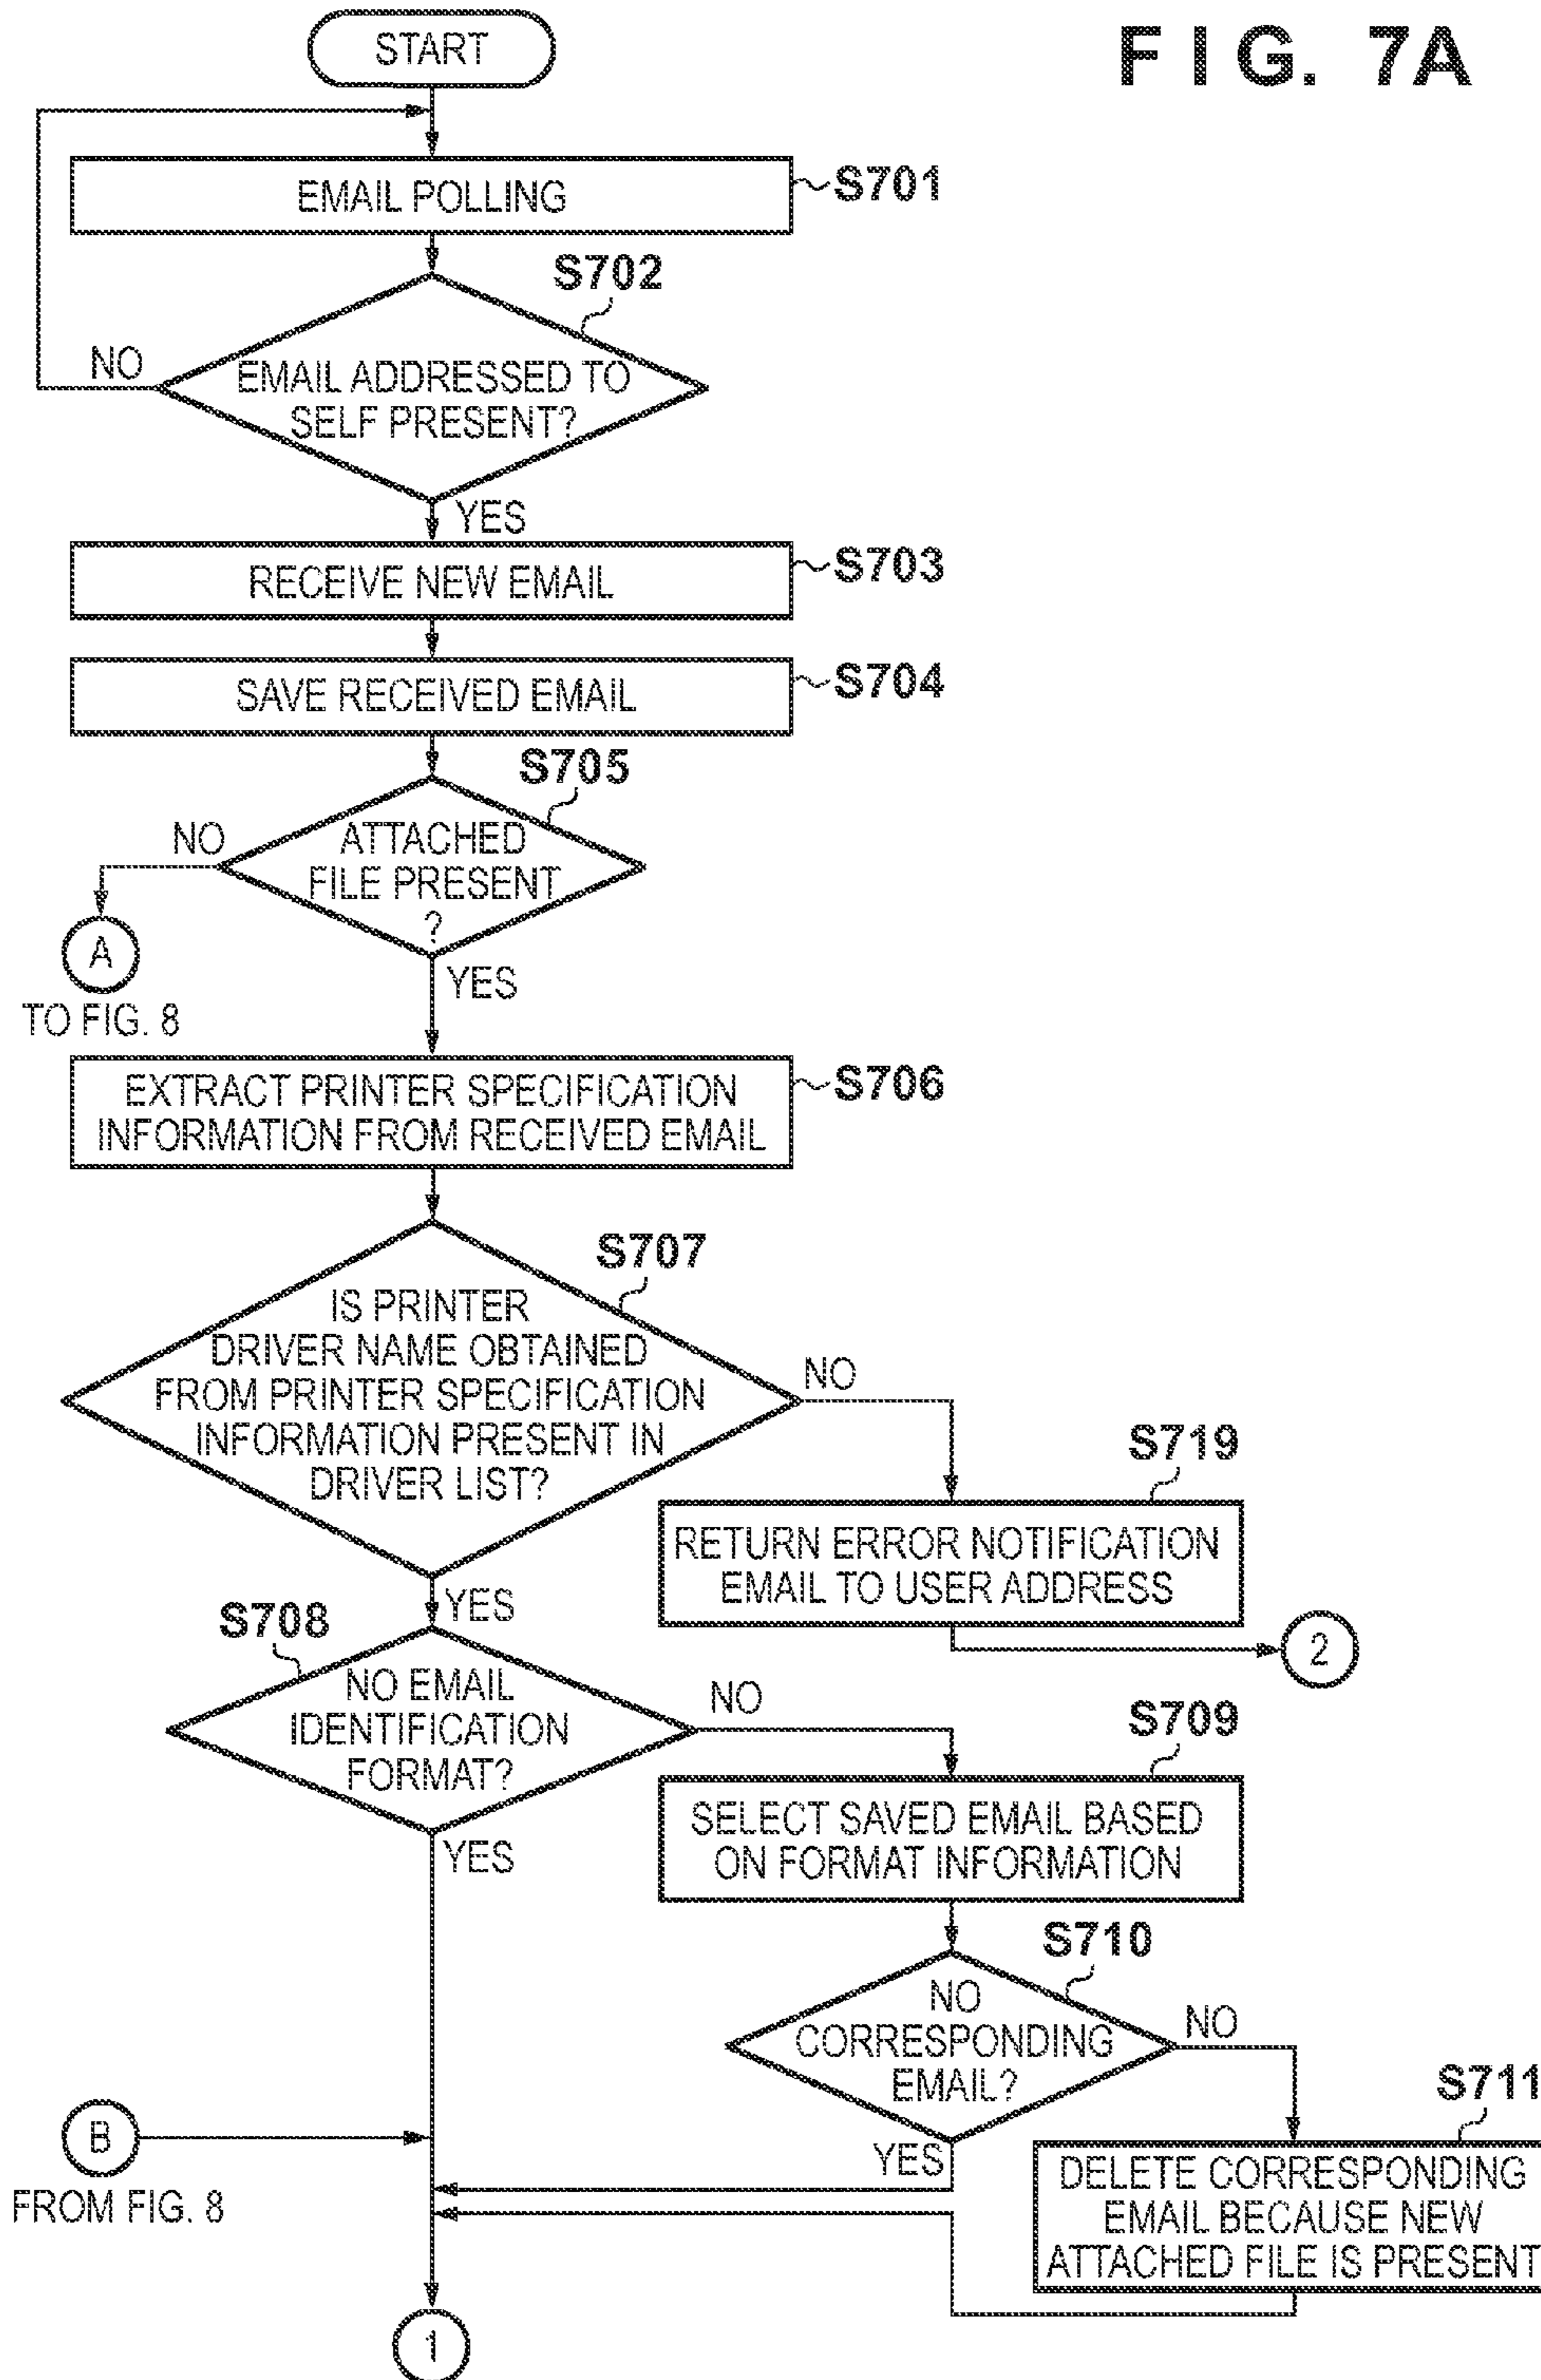 FIG. 7A
START
EMAIL POLLING
S701
S702
NO
EMAIL ADDRESSED TO
SELF PRESENT?
YES
RECEIVE NEW EMAIL
S703
SAVE RECEIVED EMAIL
S704
S705
NO
ATTACHED
FILE PRESENT
?
A
YES
TO FIG. 8
EXTRACT PRINTER SPECIFICATION
INFORMATION FROM RECEIVED EMAIL
S706
S707
IS PRINTER
DRIVER NAME OBTAINED
FROM PRINTER SPECIFICATION
INFORMATION PRESENT IN
DRIVER LIST?
NO
S719
RETURN ERROR NOTIFICATION
EMAIL TO USER ADDRESS
2
YES
S708
NO EMAIL
IDENTIFICATION
FORMAT?
NO
S709
SELECT SAVED EMAIL BASED
ON FORMAT INFORMATION
YES
S710
NO
CORRESPONDING
EMAIL?
NO
S711
YES
DELETE CORRESPONDING
EMAIL BECAUSE NEW
ATTACHED FILE IS PRESENT
B
FROM FIG. 8
1